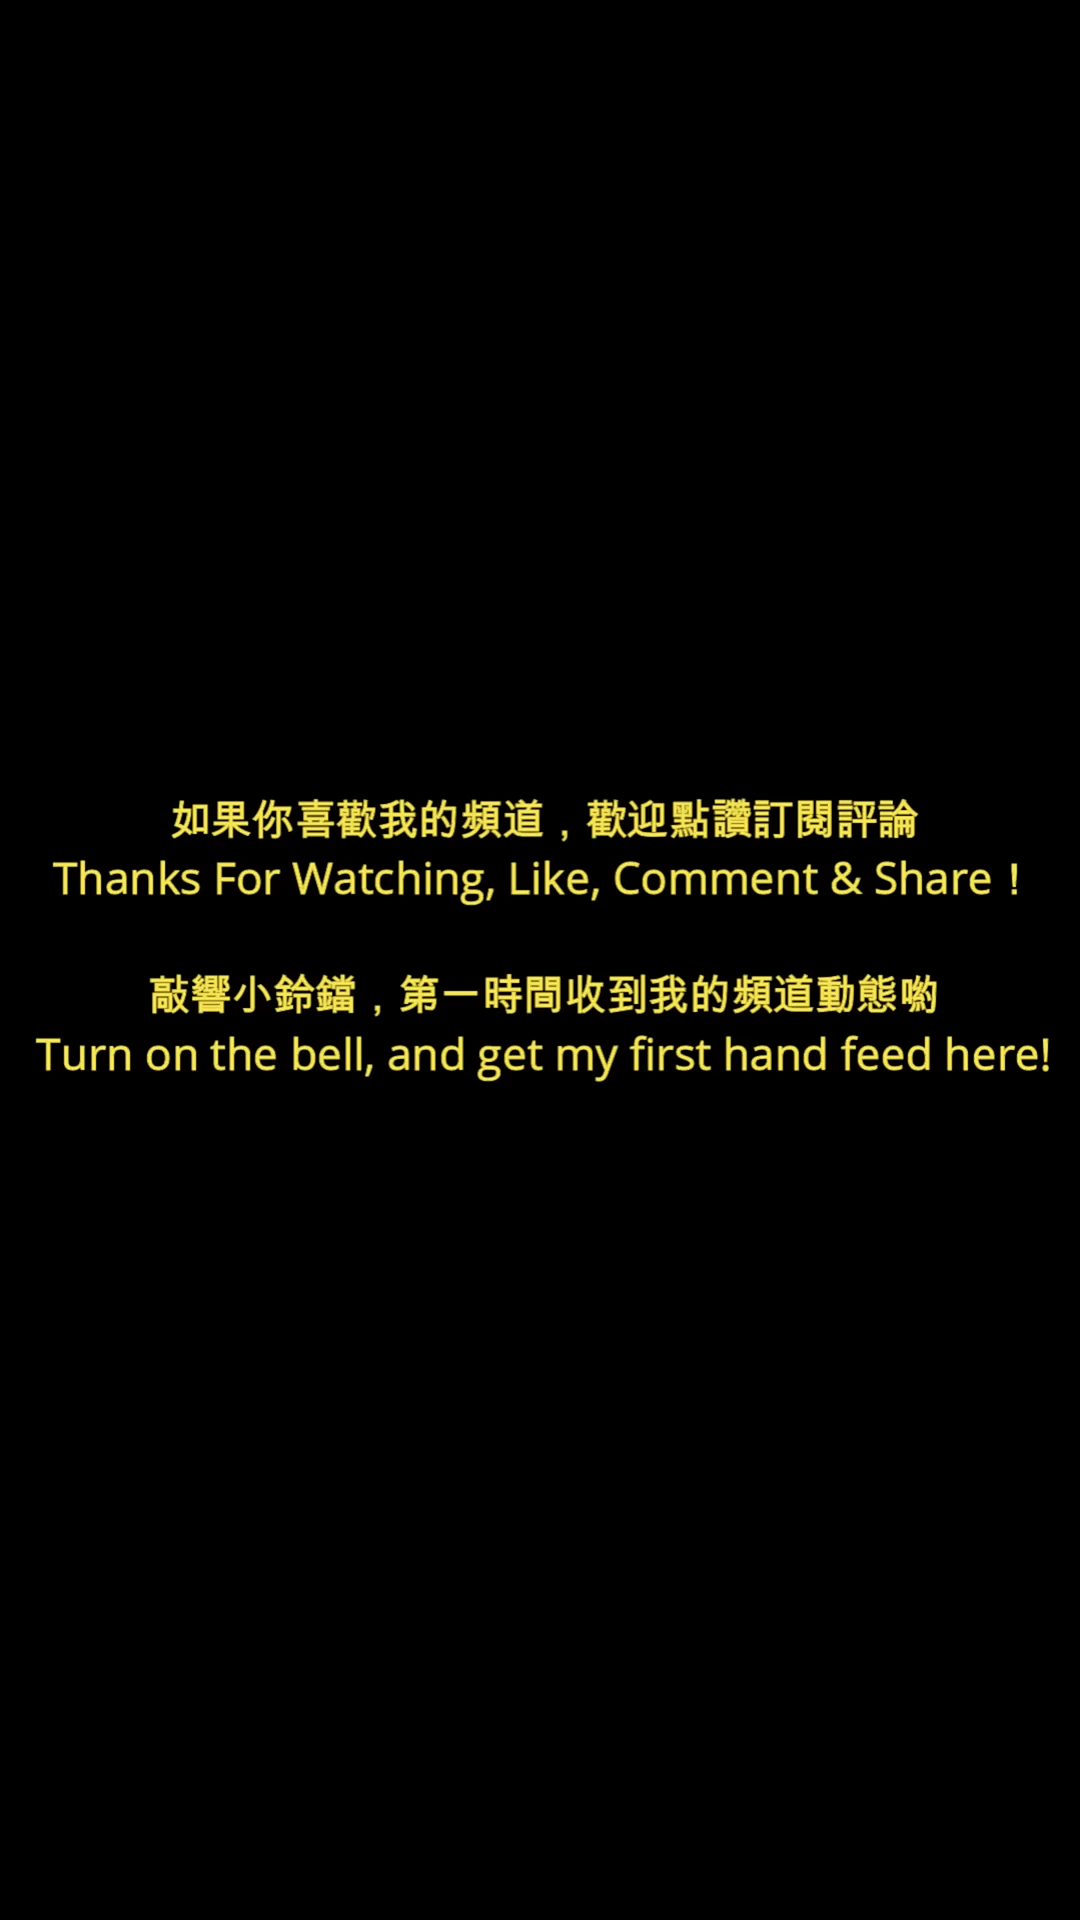 如果你喜歡我的頻道，歡迎點讚訂閱評論
Thanks For Watching, Like, Comment & Share！
敲響小鈴鐺，第一時間收到我的頻道動態喲
Turn on the bell, and get my first hand feed here!